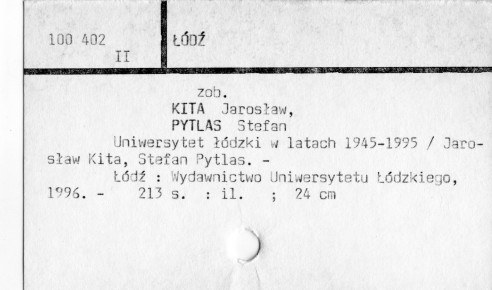 100 402 ŁÓDŹ
II
zob.
KITA Jarosław,
PYTLAS Stefan
Uniwersytet łódzki w latach 1945-1995 / Jaro-
sław Kita, Stefan Pytlas. -
Łódź : Wydawnictwo Uniwersytetu Łódzkiego,
1996. - 213 s. : il. ; 24 cm